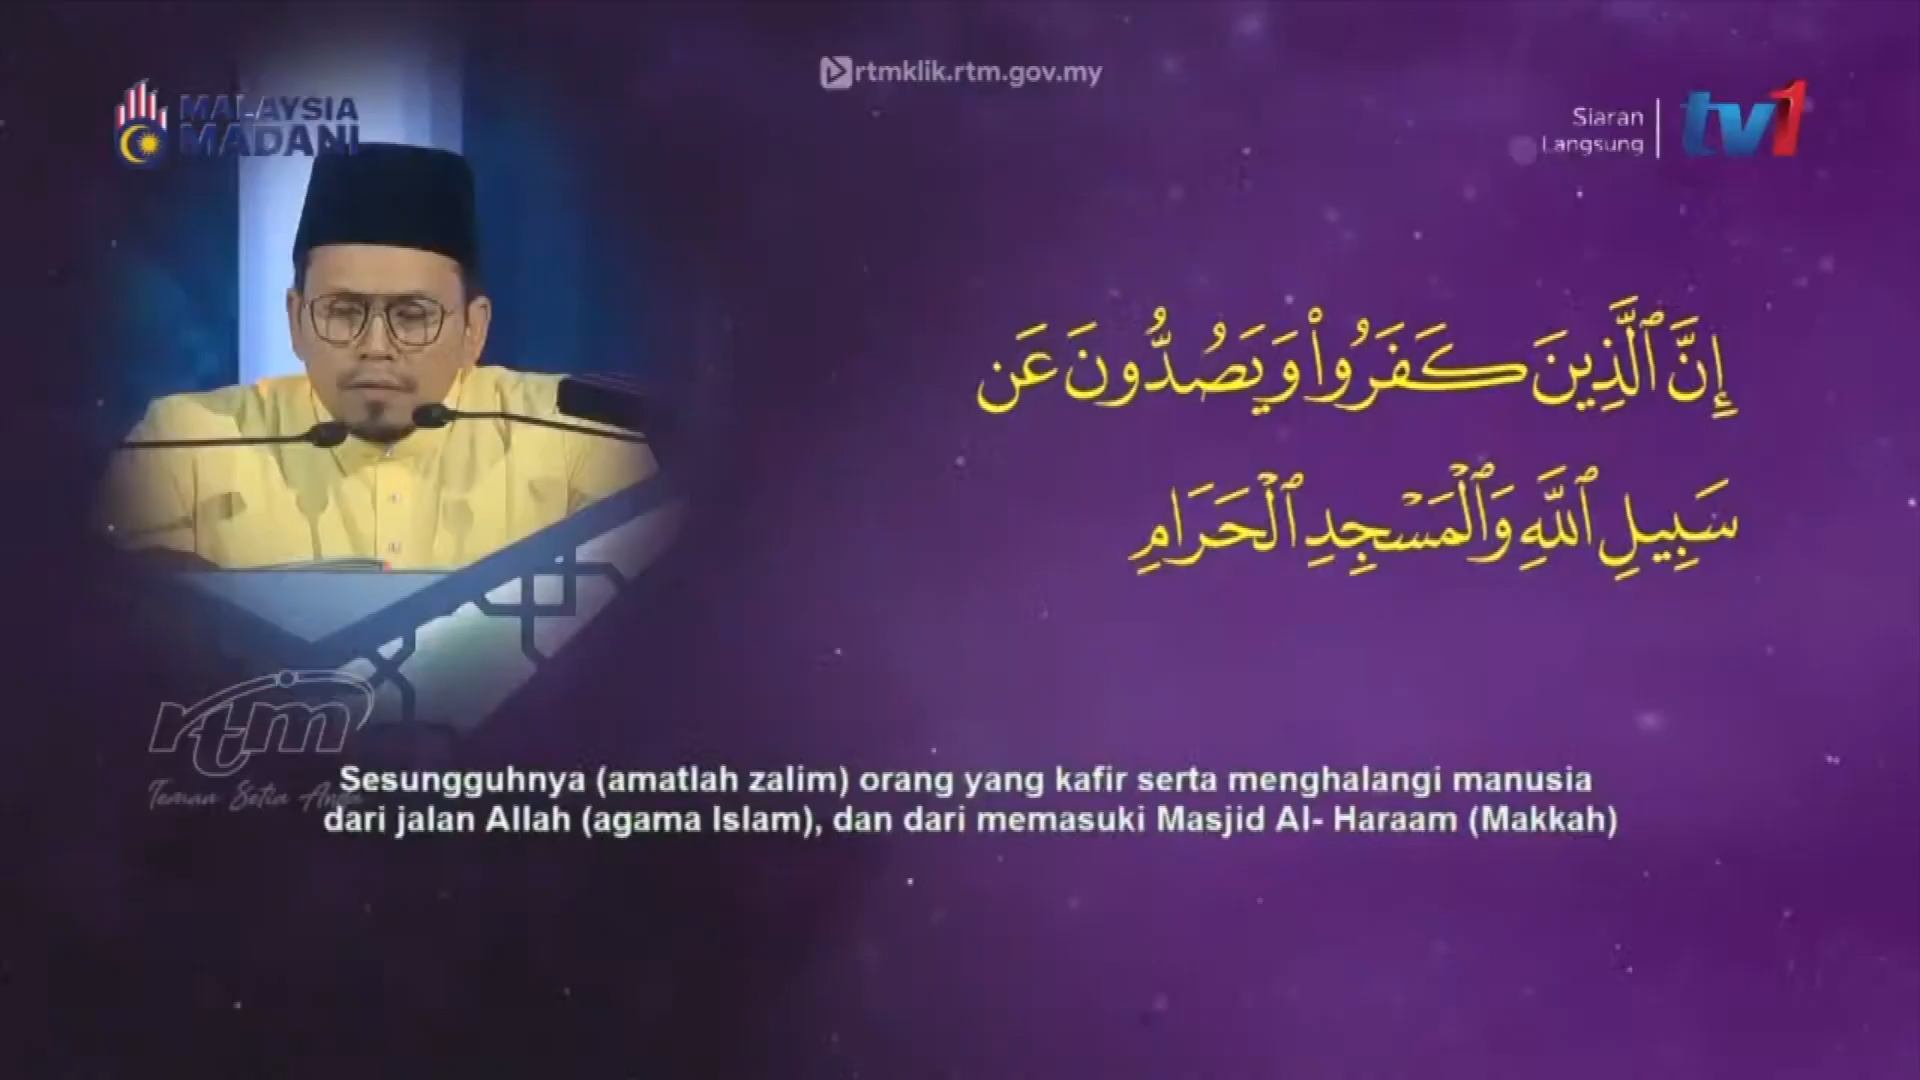 rtmklik.rtm.gov.my
MALAYSIA
MADANI
Siaran
Langsung
tv1
إِنَّ ٱلَّذِينَ كَفَرُوا۟ وَيَصُدُّونَ عَن
سَبِيلِ ٱللَّهِ وَٱلْمَسْجِدِ ٱلْحَرَامِ
rtm
Teman Setia Anda
Sesungguhnya (amatlah zalim) orang yang kafir serta menghalangi manusia
dari jalan Allah (agama Islam), dan dari memasuki Masjid Al- Haraam (Makkah)